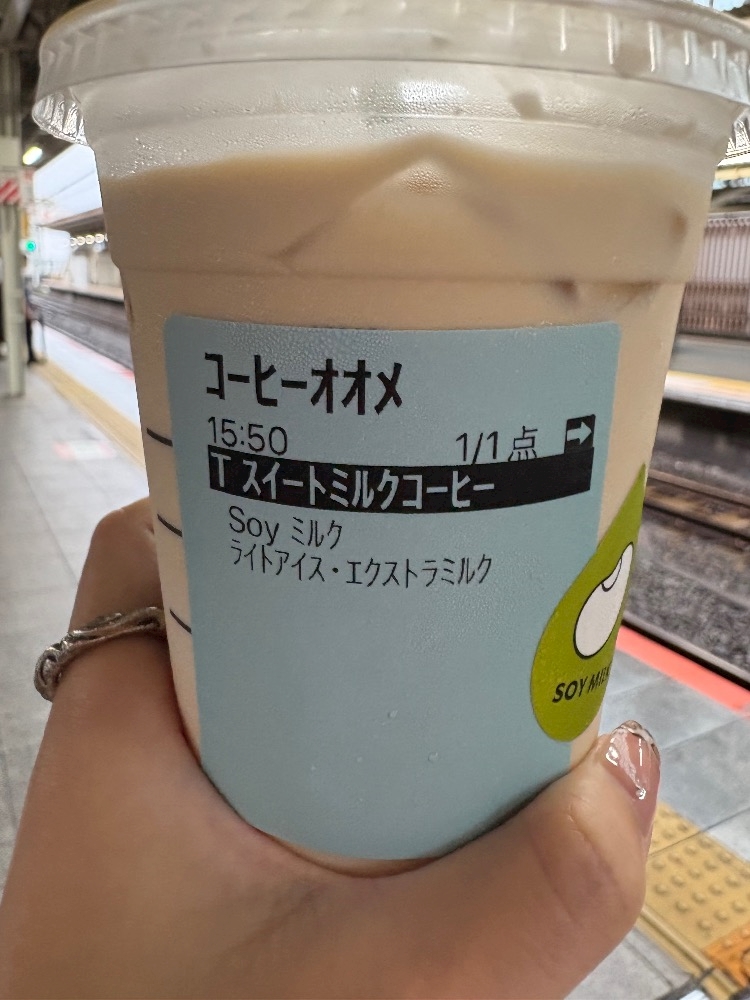 コーヒーオオメ
15:50 1/1 点 →
T スイートミルクコーヒー
Soy ミルク
ライトアイス・エクストラミルク
SOY MILK